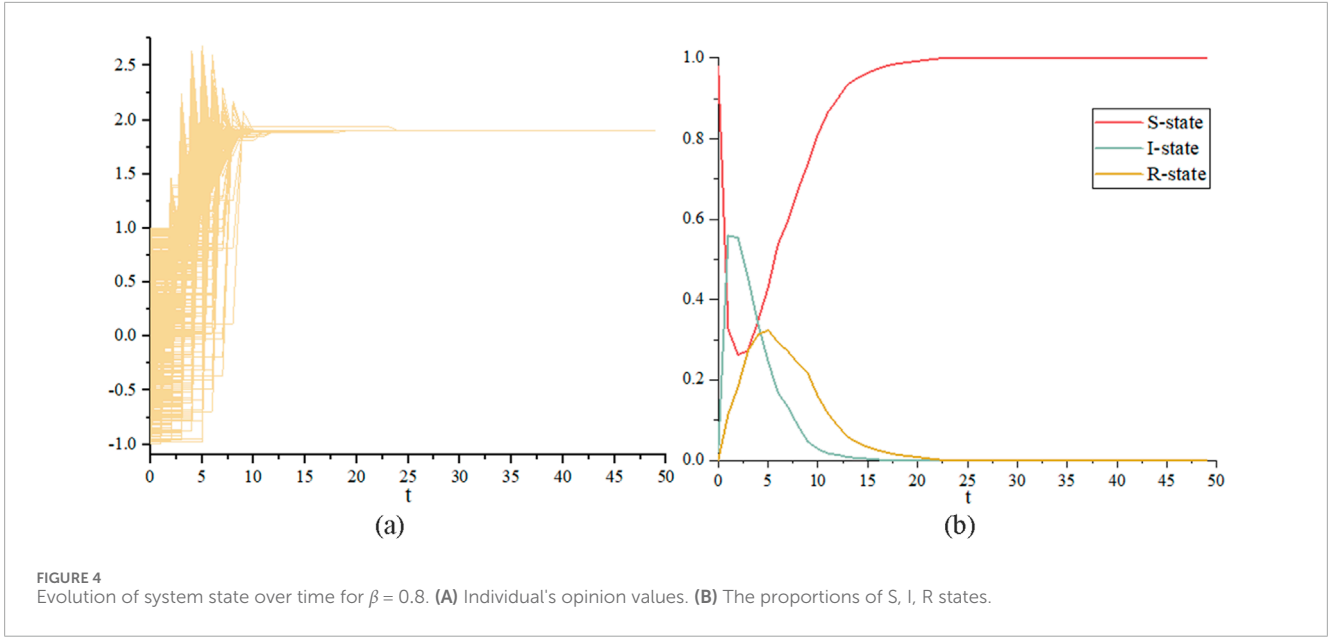 2.5
2.0
1.5
1.0
0.5
0.0
-0.5
-1.0
0 5 10 15 20 25 30 35 40 45 50
t
(a)
1.0
0.8
0.6
0.4
0.2
0.0
0 5 10 15 20 25 30 35 40 45 50
t
(b)
S-state
I-state
R-state
FIGURE 4
Evolution of system state over time for β = 0.8. (A) Individual's opinion values. (B) The proportions of S, I, R states.